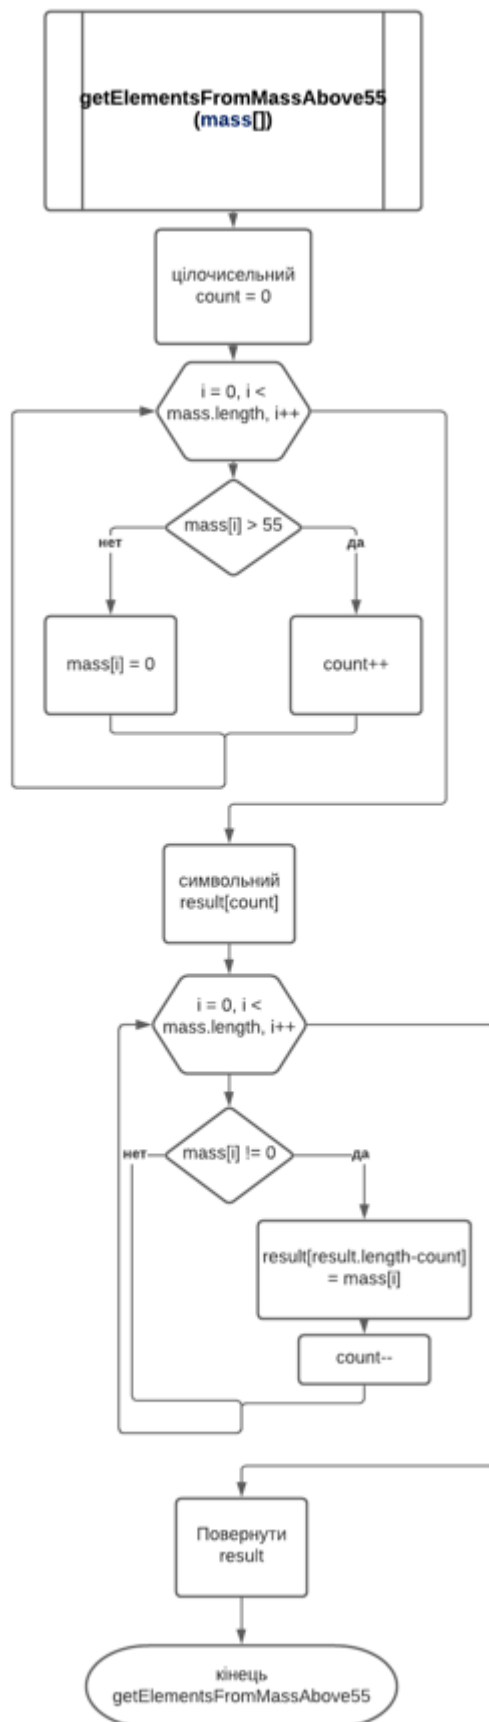 getElementsFromMassAbove55
(mass[])
цілочисельний
count = 0
i = 0, i <
mass.length, i++
mass[i] > 55
нет
да
mass[i] = 0
count++
символьний
result[count]
i = 0, i <
mass.length, i++
mass[i] != 0
нет
да
result[result.length-count]
= mass[i]
count--
Повернути
result
кінець
getElementsFromMassAbove55